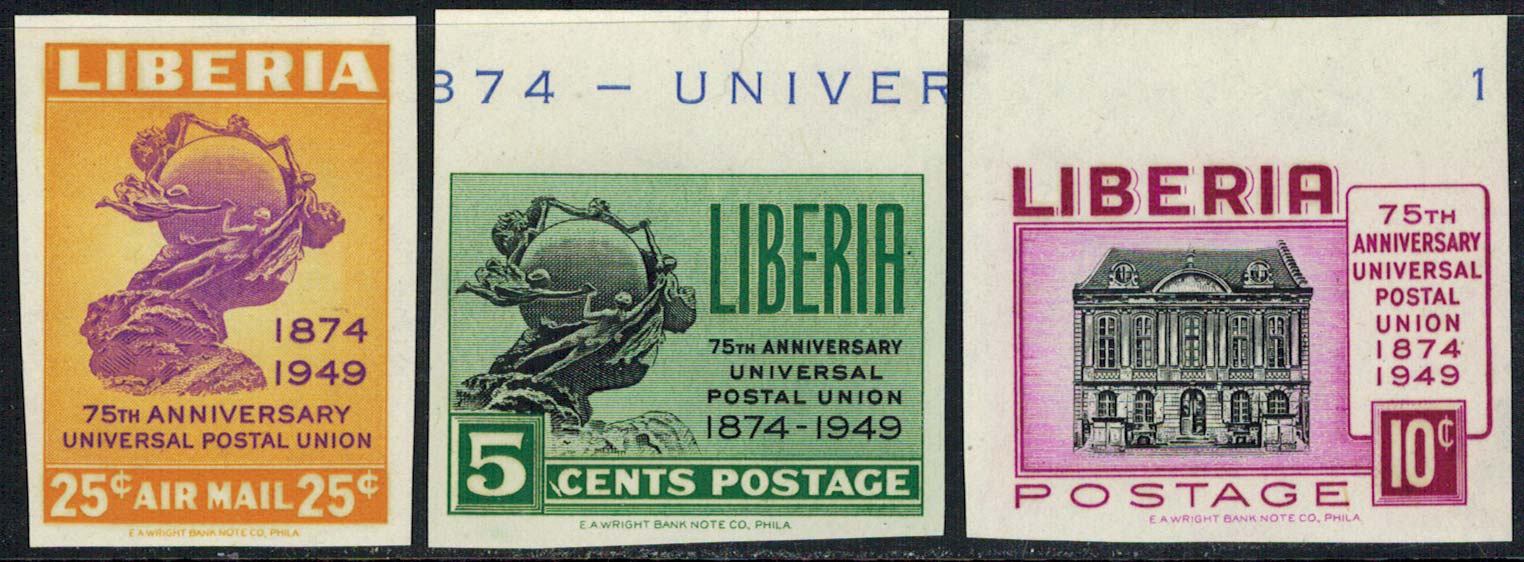 LIBERIA
1874
1949
75TH ANNIVERSARY
UNIVERSAL POSTAL UNION
25¢ AIR MAIL 25¢
E.A.WRIGHT BANK NOTE CO., PHILA.
874 – UNIVER
LIBERIA
75TH ANNIVERSARY
UNIVERSAL
POSTAL UNION
1874-1949
5 CENTS POSTAGE
E.A.WRIGHT BANK NOTE CO., PHILA.
1
LIBERIA
75TH
ANNIVERSARY
UNIVERSAL
POSTAL
UNION
1874
1949
10¢
POSTAGE
E.A.WRIGHT BANK NOTE CO., PHILA.